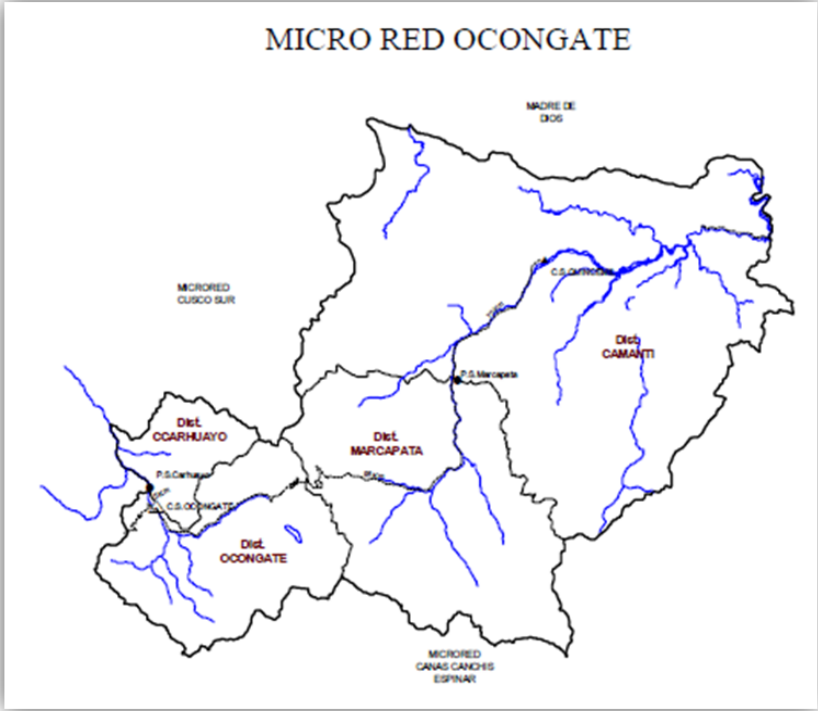 MICRO RED OCONGATE
MADRE DE
DIOS
MICRORED
CUSCO SUR
C.S.
Dist.
CAMANTI
P.S.Marcapata
Dist.
CCARHUAYO
Dist.
MARCAPATA
P.S.Carhuayo
C.S.OCONGATE
Dist.
OCONGATE
MICRORED
CANAS CANCHIS
ESPINAR